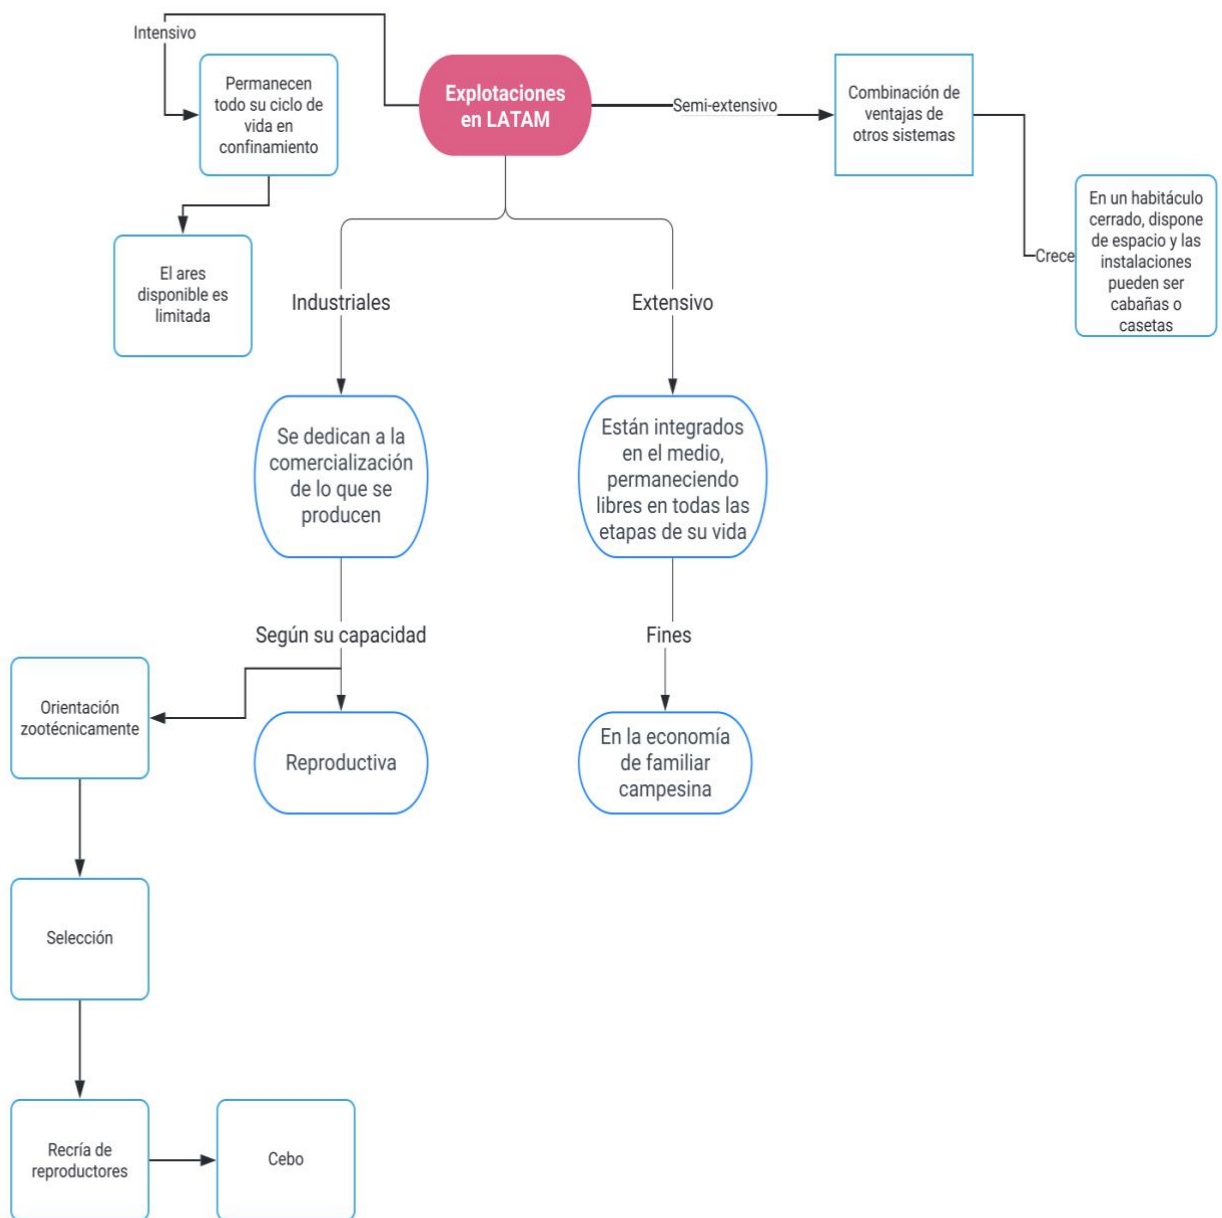 Intensivo
Permanecen
todo su ciclo de
vida en
confinamiento
El ares
disponible es
limitada
Explotaciones
en LATAM
Semi-extensivo
Combinación de
ventajas de
otros sistemas
Crece
En un habitáculo
cerrado, dispone
de espacio y las
instalaciones
pueden ser
cabañas o
casetas
Industriales
Se dedican a la
comercialización
de lo que se
producen
Según su capacidad
Reproductiva
Orientación
zootécnicamente
Selección
Recría de
reproductores
Cebo
Extensivo
Están integrados
en el medio,
permaneciendo
libres en todas las
etapas de su vida
Fines
En la economía
de familiar
campesina